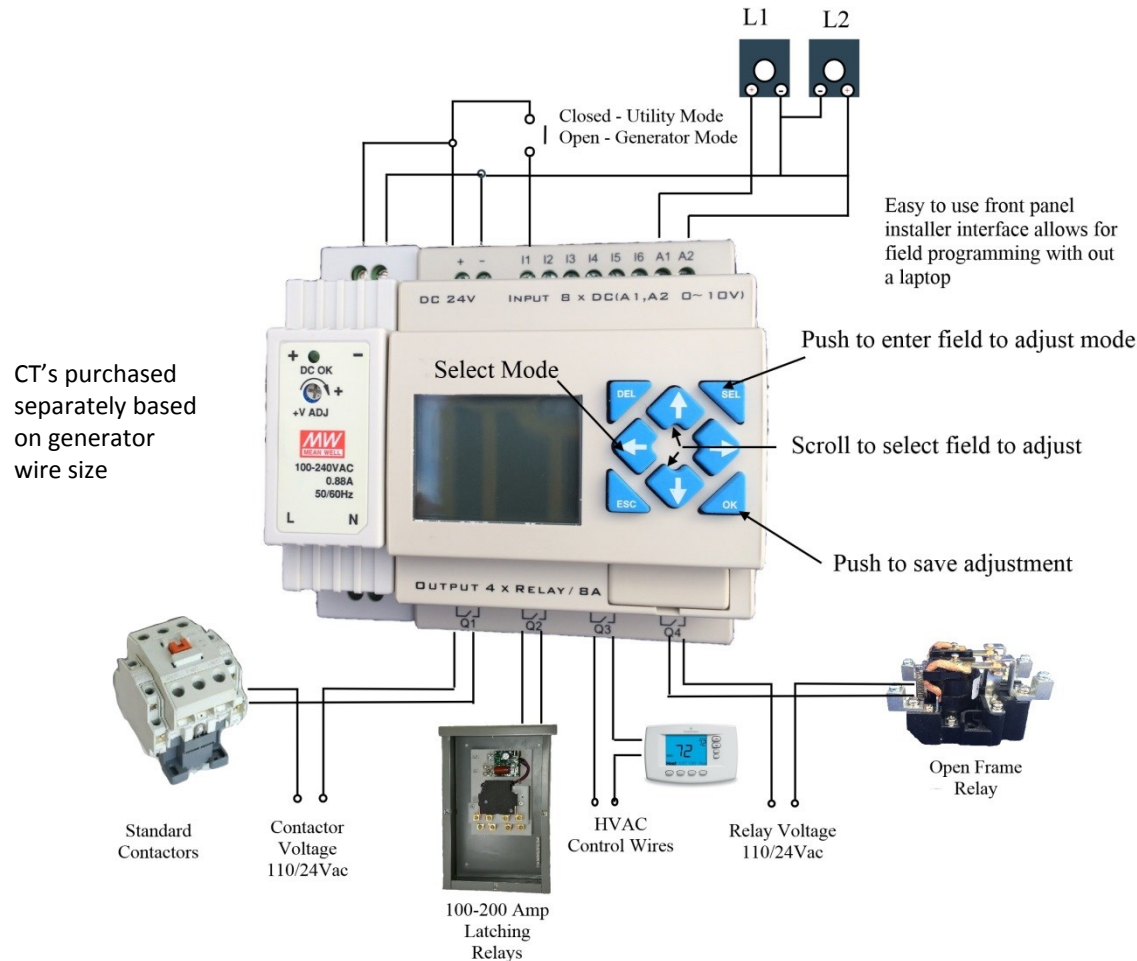 L1
L2
+ -
- +
Closed - Utility Mode
Open - Generator Mode
Easy to use front panel
installer interface allows for
field programming with out
a laptop
+ - I1 I2 I3 I4 I5 I6 A1 A2
DC 24V INPUT 8 x DC(A1,A2 0~10V)
Push to enter field to adjust mode
CT's purchased
separately based
on generator
wire size
+ -
DC OK
+
+V ADJ
MW
MEAN WELL
100-240VAC
0.88A
50/60Hz
L N
Select Mode
DEL
SEL
Scroll to select field to adjust
ESC
OK
Push to save adjustment
OUTPUT 4 x RELAY/8A
Q1 Q2 Q3 Q4
72
Standard
Contactors
Contactor
Voltage
110/24Vac
100-200 Amp
Latching
Relays
HVAC
Control Wires
Relay Voltage
110/24Vac
Open Frame
Relay